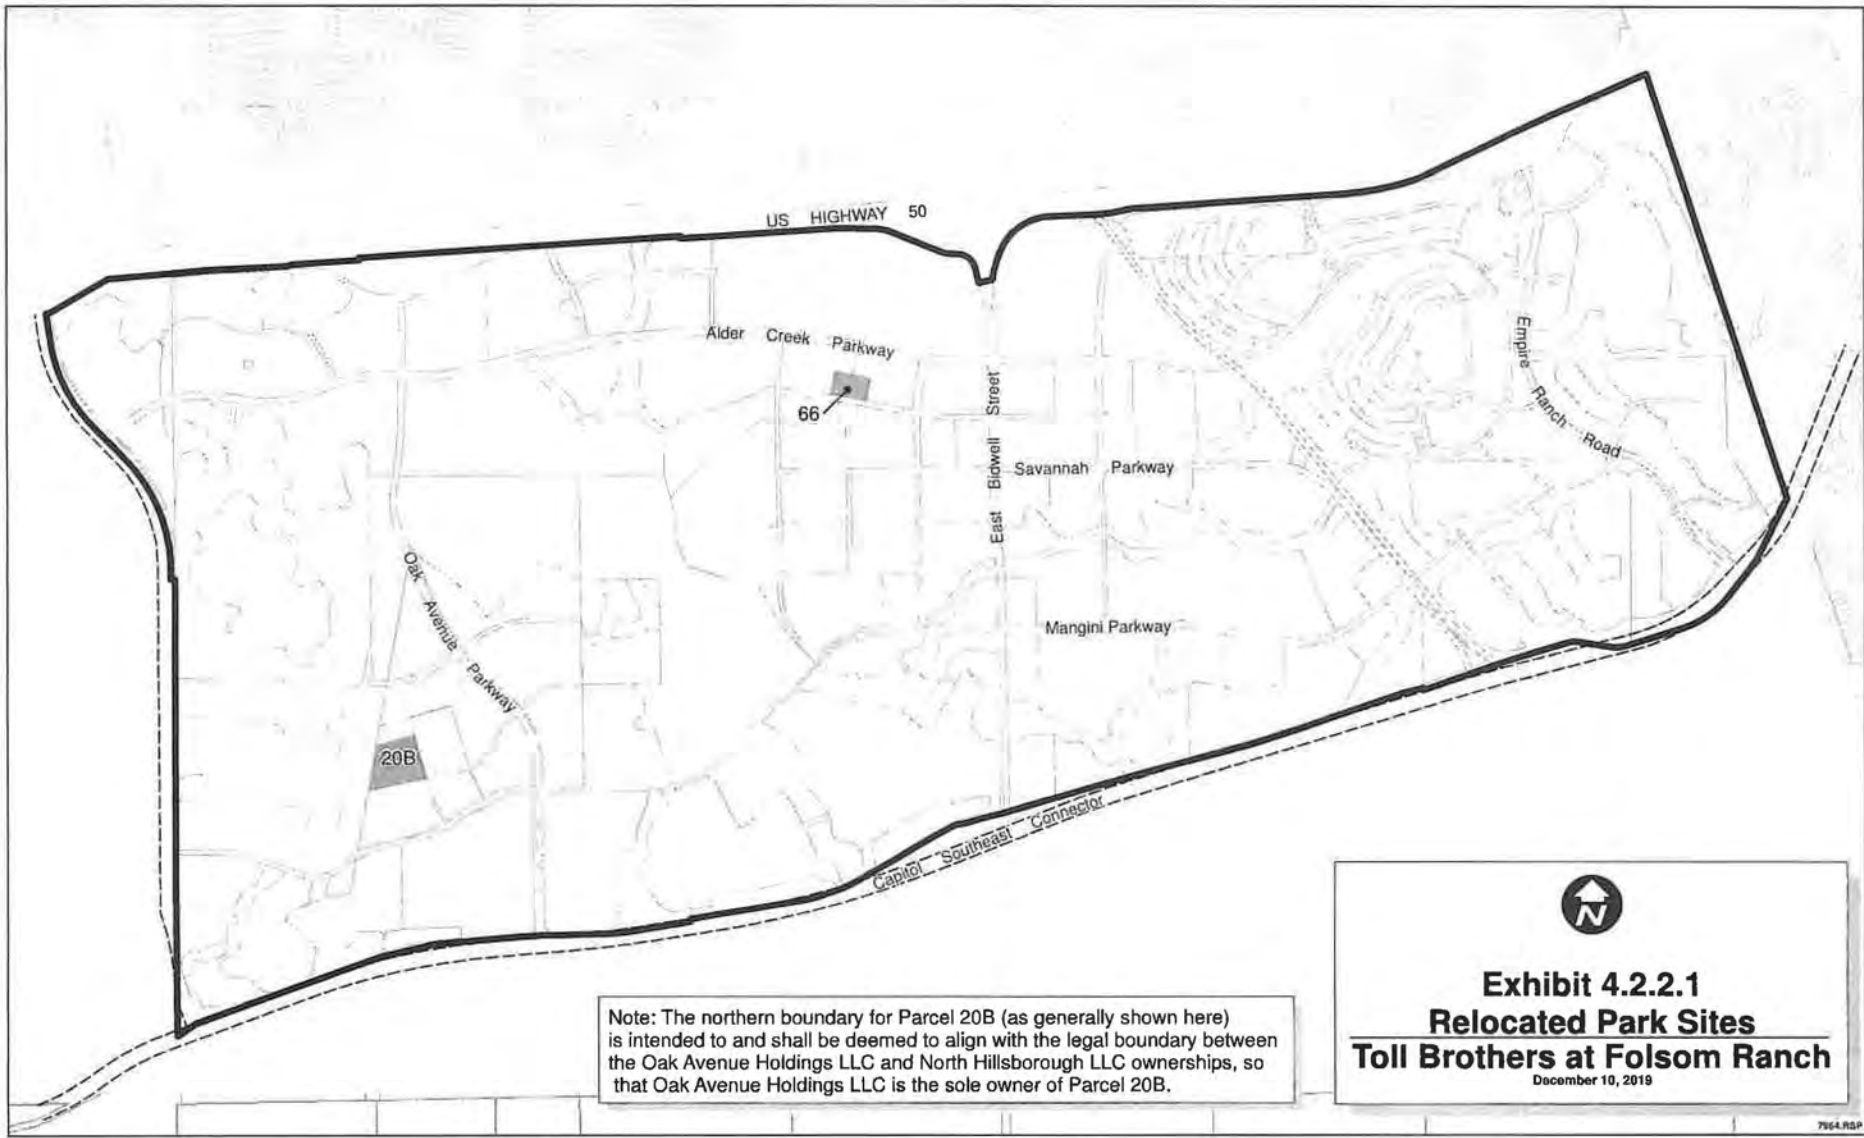 US HIGHWAY 50
Alder Creek Parkway
66
East Bidwell Street
Savannah Parkway
Empire Ranch Road
Oak Avenue Parkway
Mangini Parkway
20B
Capitol Southeast Connector
Note: The northern boundary for Parcel 20B (as generally shown here)
is intended to and shall be deemed to align with the legal boundary between
the Oak Avenue Holdings LLC and North Hillsborough LLC ownerships, so
that Oak Avenue Holdings LLC is the sole owner of Parcel 20B.
N
Exhibit 4.2.2.1
Relocated Park Sites
Toll Brothers at Folsom Ranch
December 10, 2019
7964.RSP